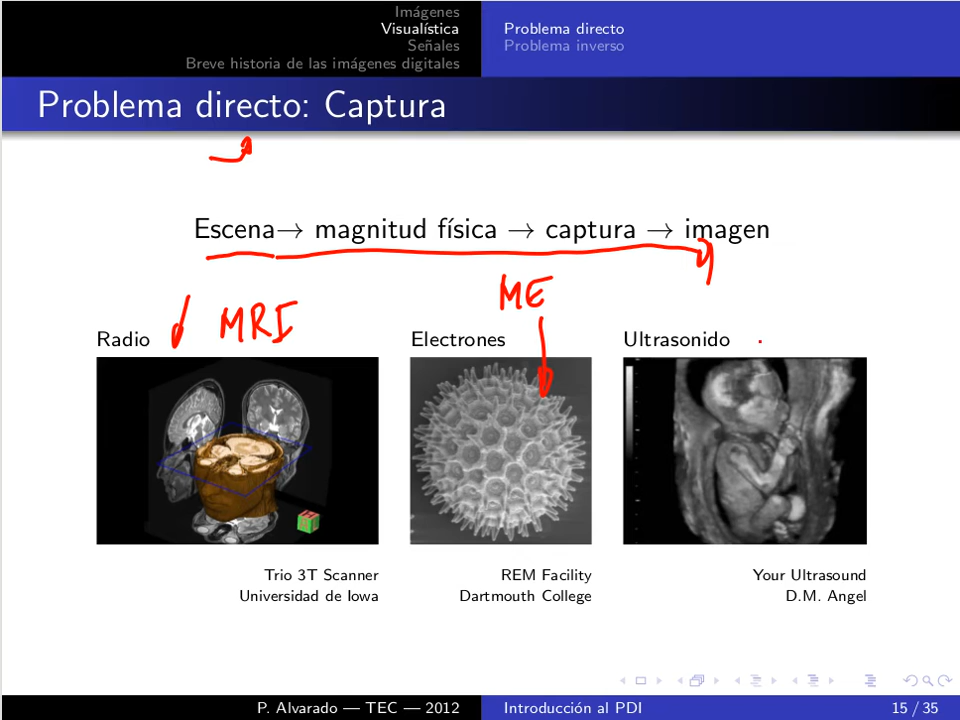 Imágenes
Visualística
Señales
Breve historia de las imágenes digitales
Problema directo
Problema inverso
Problema directo: Captura
Escena→ magnitud física → captura → imagen
MRI
ME
Radio
Electrones
Ultrasonido
Trio 3T Scanner
Universidad de Iowa
REM Facility
Dartmouth College
Your Ultrasound
D.M. Angel
P. Alvarado — TEC — 2012
Introducción al PDI
15 / 35